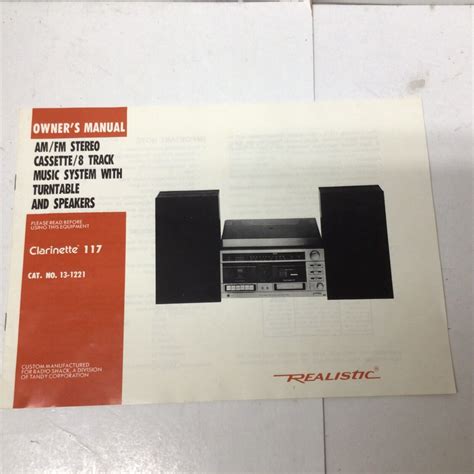 OWNER'S MANUAL
AM/FM STEREO
CASSETTE/8 TRACK
MUSIC SYSTEM WITH
TURNTABLE
AND SPEAKERS
PLEASE READ BEFORE
USING THIS EQUIPMENT
Clarinette® 117
CAT. NO. 13-1221
CUSTOM MANUFACTURED
FOR RADIO SHACK, A DIVISION
OF TANDY CORPORATION
REALISTIC®